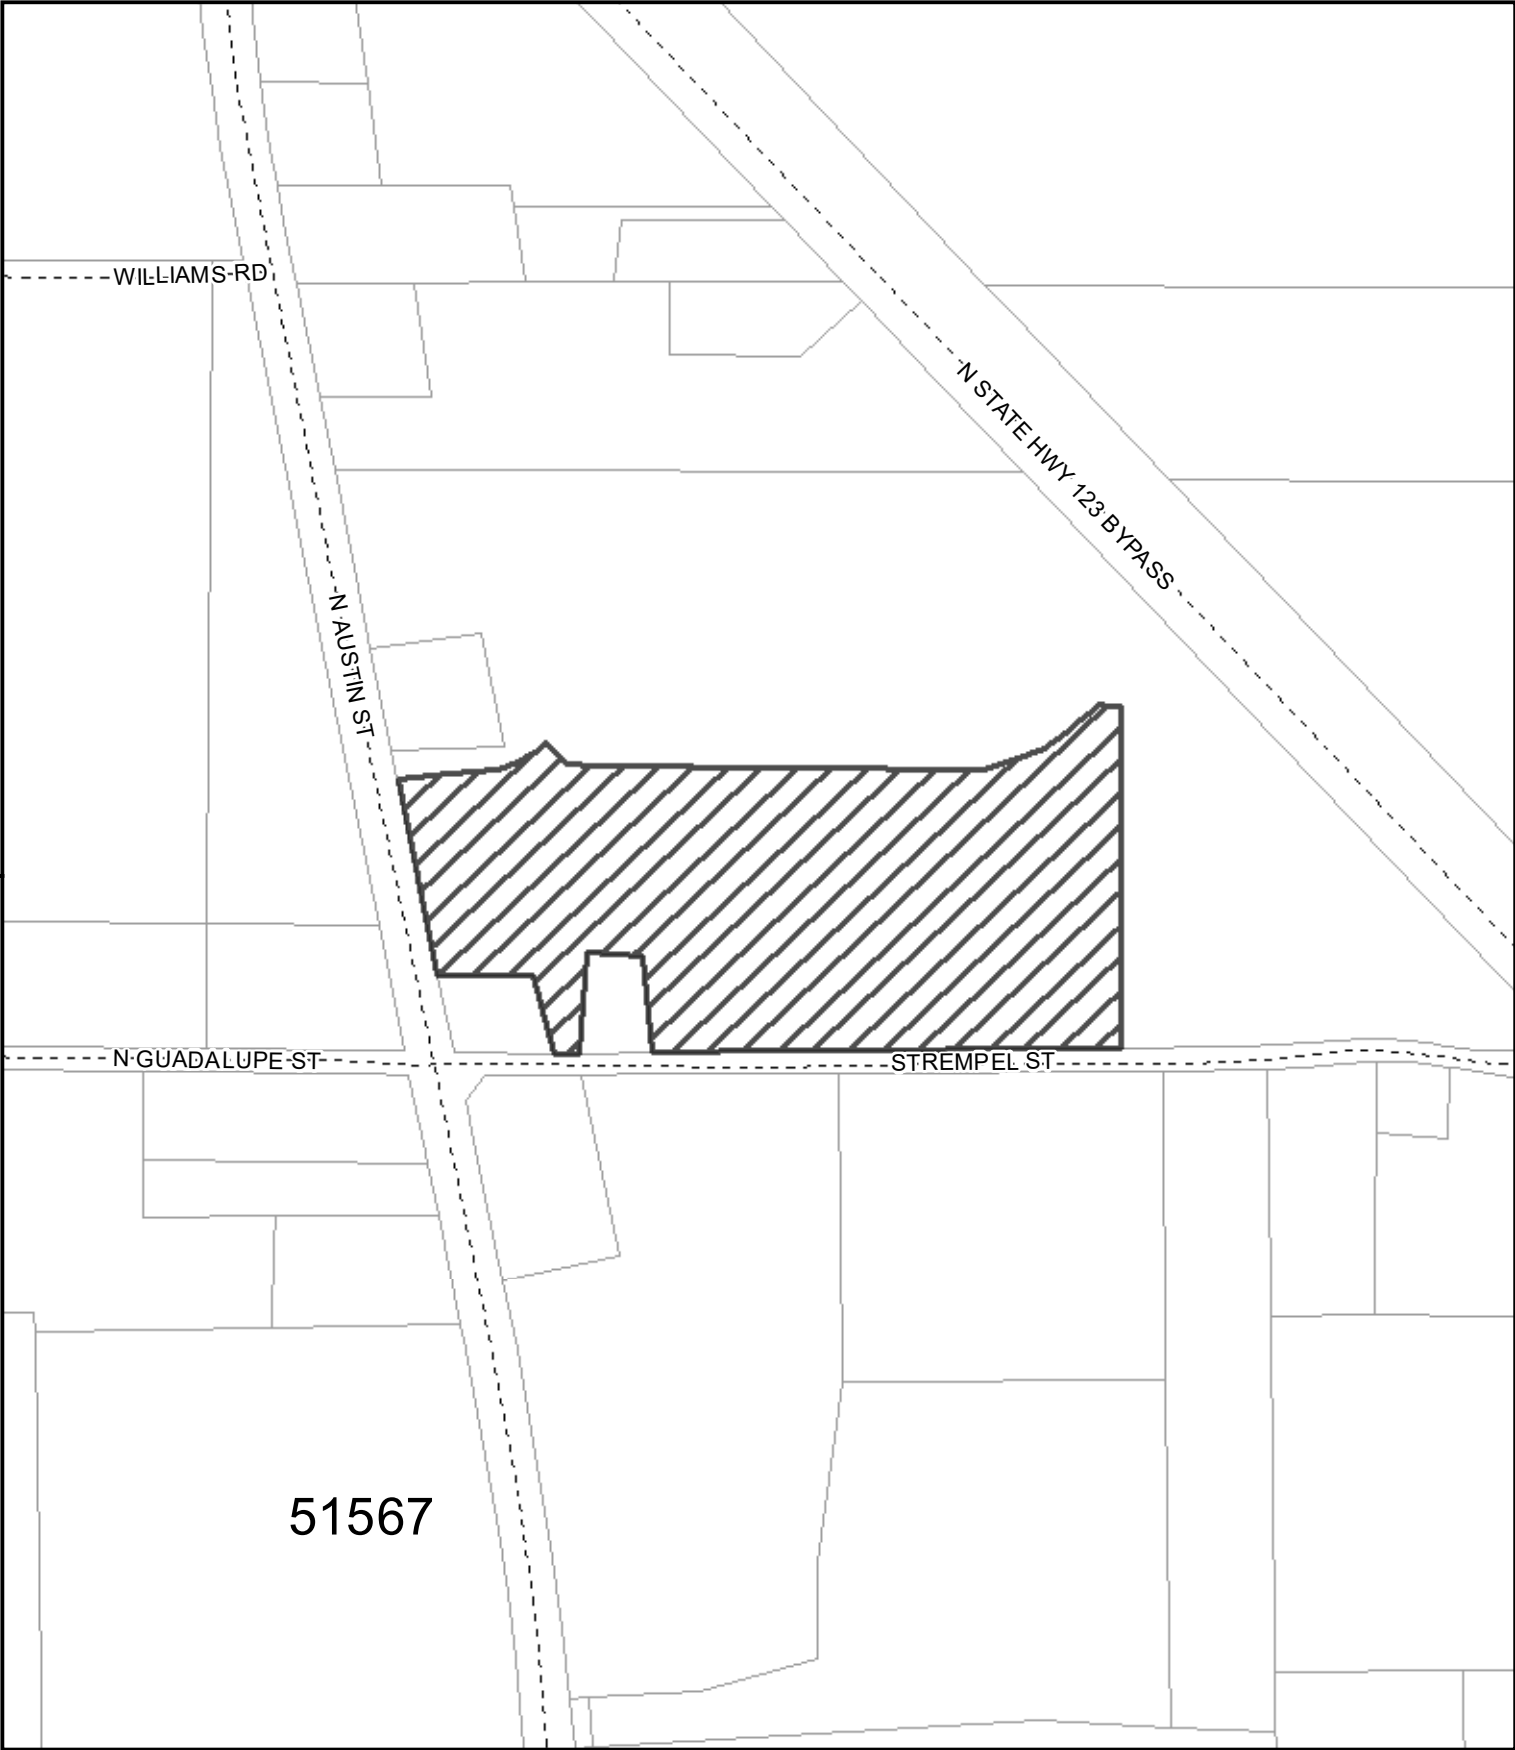 WILLIAMS RD
N STATE HWY 123 BYPASS
N AUSTIN ST
N GUADALUPE ST
STREMPEL ST
51567